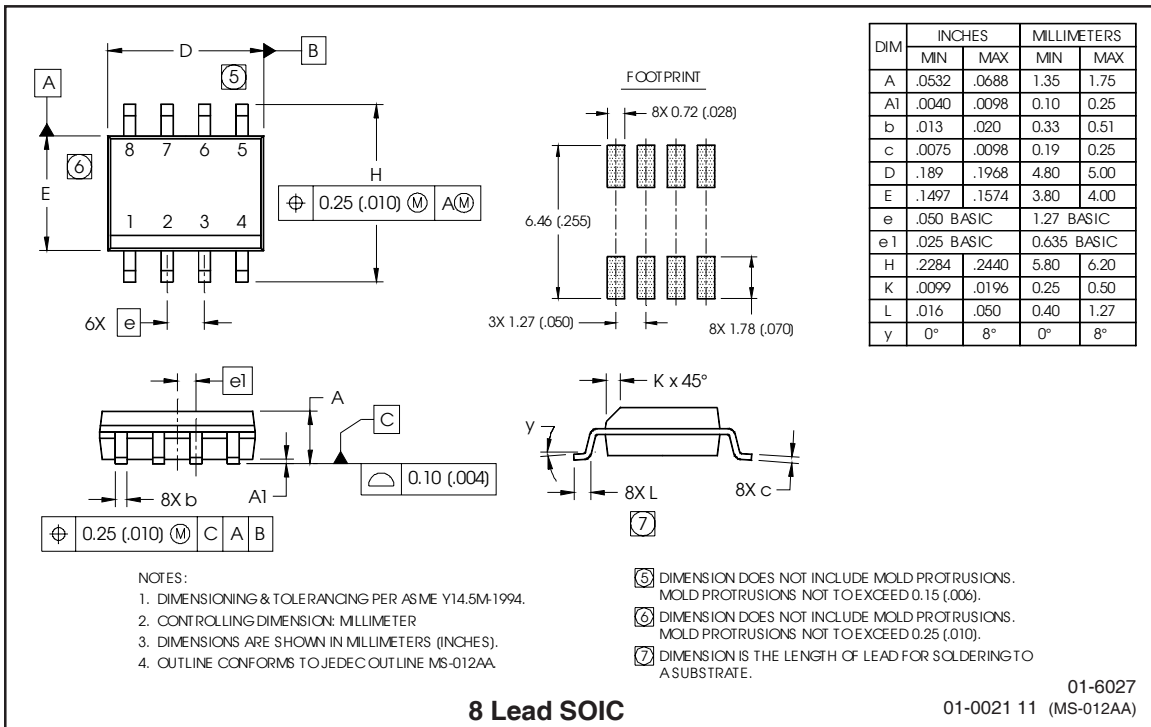 D
B
5
A
8 7 6 5
6
E
H
⌖ 0.25 (.010) Ⓜ AⓂ
1 2 3 4
6X e
FOOTPRINT
8X 0.72 (.028)
6.46 (.255)
3X 1.27 (.050)
8X 1.78 (.070)
DIM INCHES MILLIMETERS
MIN MAX MIN MAX
A .0532 .0688 1.35 1.75
A1 .0040 .0098 0.10 0.25
b .013 .020 0.33 0.51
c .0075 .0098 0.19 0.25
D .189 .1968 4.80 5.00
E .1497 .1574 3.80 4.00
e .050 BASIC 1.27 BASIC
e1 .025 BASIC 0.635 BASIC
H .2284 .2440 5.80 6.20
K .0099 .0196 0.25 0.50
L .016 .050 0.40 1.27
y 0° 8° 0° 8°
e1
A
C
⌓ 0.10 (.004)
8X b
A1
⌖ 0.25 (.010) Ⓜ C A B
K x 45°
y
8X L
8X c
7
NOTES:
1. DIMENSIONING & TOLERANCING PER ASME Y14.5M-1994.
2. CONTROLLING DIMENSION: MILLIMETER
3. DIMENSIONS ARE SHOWN IN MILLIMETERS (INCHES).
4. OUTLINE CONFORMS TO JEDEC OUTLINE MS-012AA.
5 DIMENSION DOES NOT INCLUDE MOLD PROTRUSIONS.
MOLD PROTRUSIONS NOT TO EXCEED 0.15 (.006).
6 DIMENSION DOES NOT INCLUDE MOLD PROTRUSIONS.
MOLD PROTRUSIONS NOT TO EXCEED 0.25 (.010).
7 DIMENSION IS THE LENGTH OF LEAD FOR SOLDERING TO
A SUBSTRATE.
8 Lead SOIC
01-6027
01-0021 11 (MS-012AA)